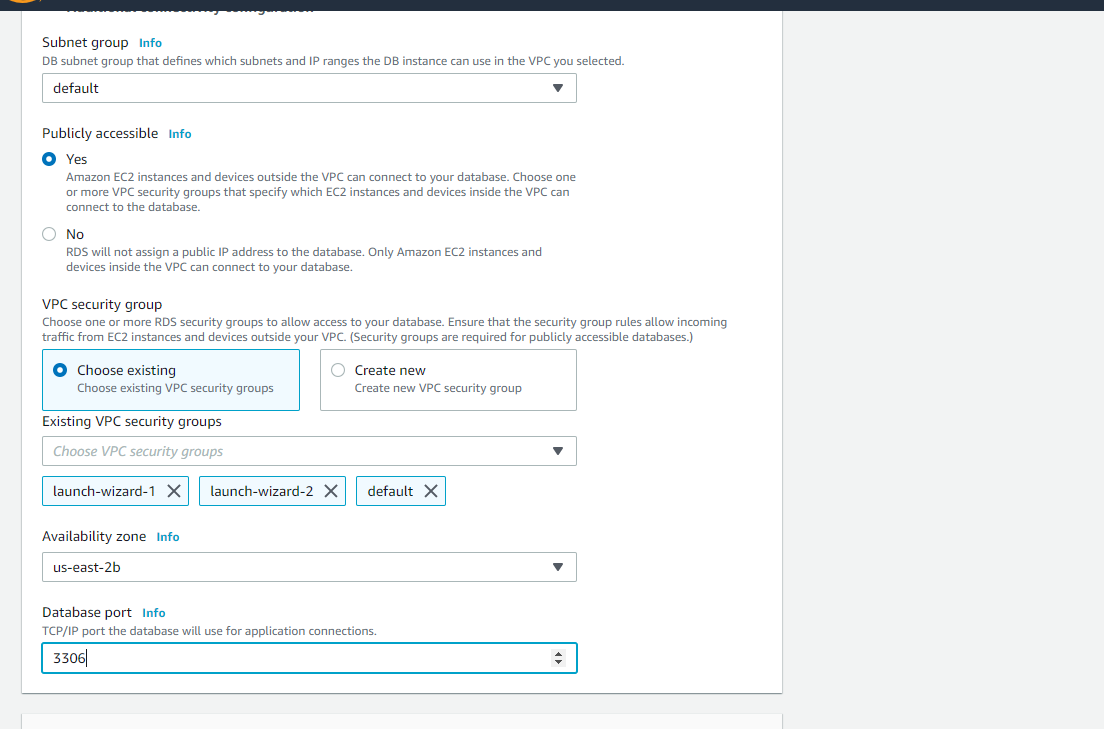 Additional connectivity configuration
Subnet group Info
DB subnet group that defines which subnets and IP ranges the DB instance can use in the VPC you selected.
default
Publicly accessible Info
Yes
Amazon EC2 instances and devices outside the VPC can connect to your database. Choose one
or more VPC security groups that specify which EC2 instances and devices inside the VPC can
connect to the database.
No
RDS will not assign a public IP address to the database. Only Amazon EC2 instances and
devices inside the VPC can connect to your database.
VPC security group
Choose one or more RDS security groups to allow access to your database. Ensure that the security group rules allow incoming
traffic from EC2 instances and devices outside your VPC. (Security groups are required for publicly accessible databases.)
Choose existing
Choose existing VPC security groups
Create new
Create new VPC security group
Existing VPC security groups
Choose VPC security groups
launch-wizard-1 launch-wizard-2 default
Availability zone Info
us-east-2b
Database port Info
TCP/IP port the database will use for application connections.
3306